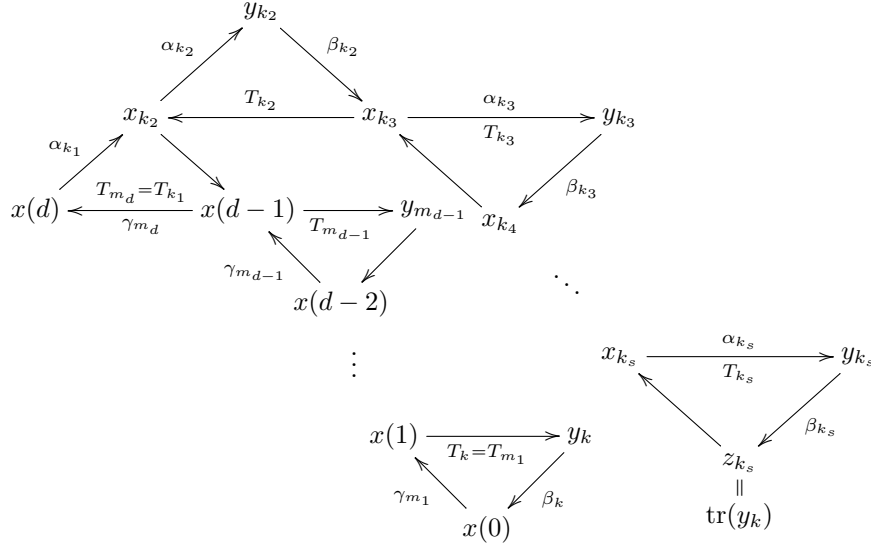 y_{k_2}
α_{k_2} β_{k_2}
x_{k_2} T_{k_2} x_{k_3} α_{k_3} T_{k_3} y_{k_3}
α_{k_1} β_{k_3}
x(d) T_{m_d}=T_{k_1} γ_{m_d} x(d − 1) T_{m_{d−1}} y_{m_{d−1}} x_{k_4}
γ_{m_{d−1}}
x(d − 2) ⋱
⋮ x_{k_s} α_{k_s} T_{k_s} y_{k_s}
β_{k_s}
x(1) T_k=T_{m_1} y_k z_{k_s}
γ_{m_1} β_k =
x(0) tr(y_k)